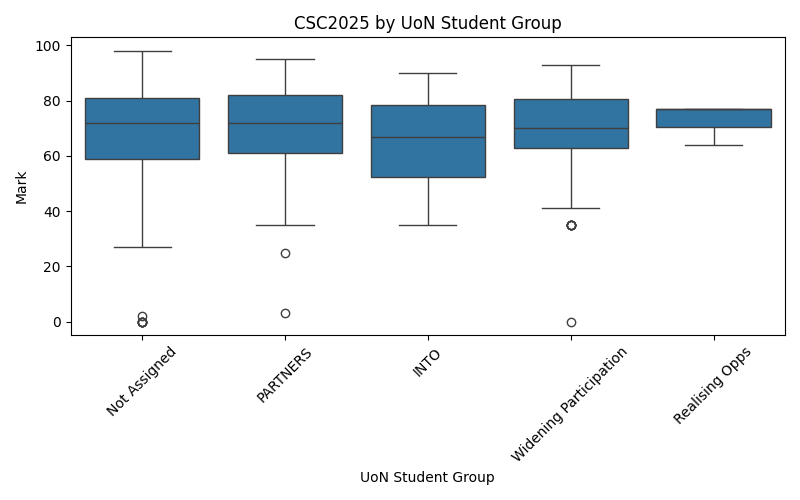 CSC2025 by UoN Student Group
Mark
100
80
60
40
20
0
Not Assigned
PARTNERS
INTO
Widening Participation
Realising Opps
UoN Student Group